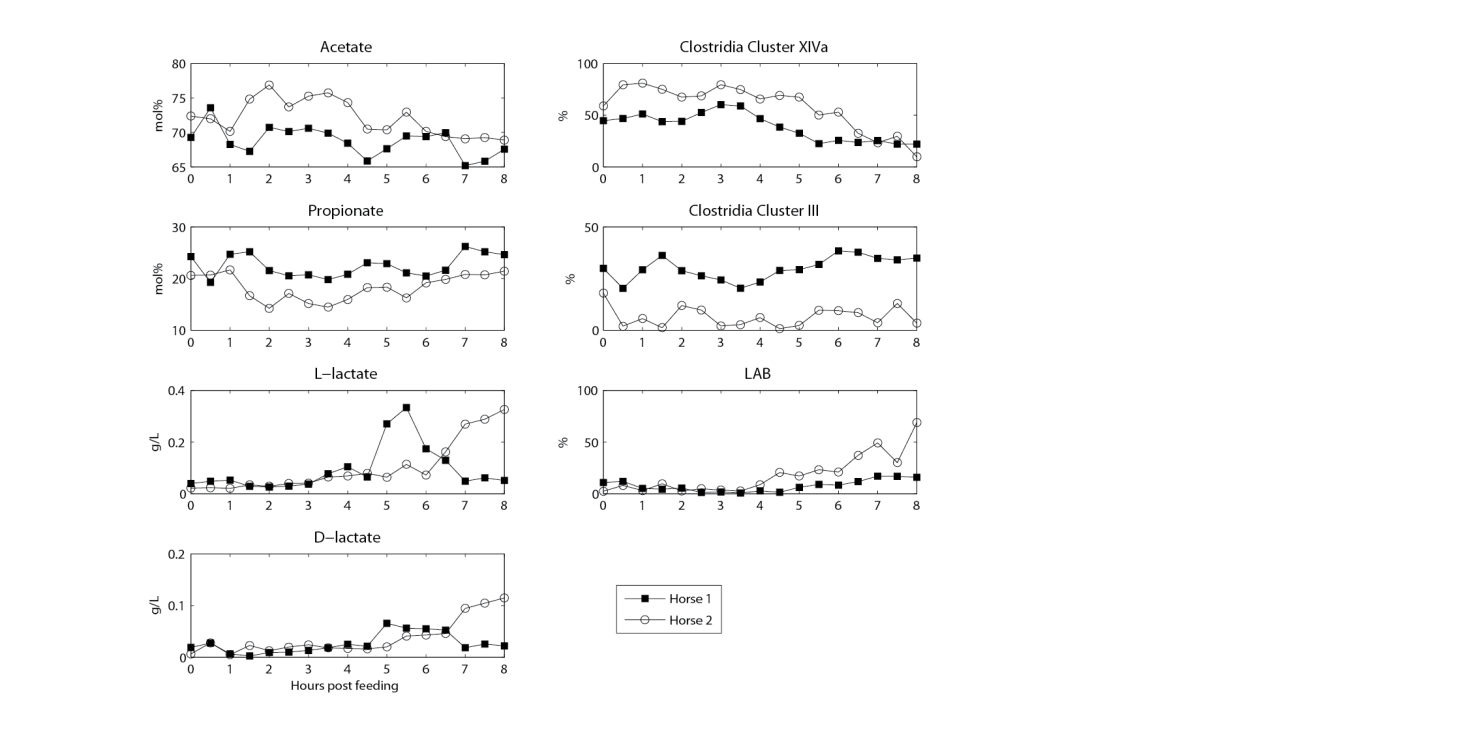 Acetate
80
75
70
65
mol%
0 1 2 3 4 5 6 7 8
Clostridia Cluster XIVa
100
50
0
%
0 1 2 3 4 5 6 7 8
Propionate
30
20
10
mol%
0 1 2 3 4 5 6 7 8
Clostridia Cluster III
50
0
%
0 1 2 3 4 5 6 7 8
L−lactate
0.4
0.2
0
g/L
0 1 2 3 4 5 6 7 8
LAB
100
50
0
%
0 1 2 3 4 5 6 7 8
D−lactate
0.2
0.1
0
g/L
0 1 2 3 4 5 6 7 8
Hours post feeding
Horse 1
Horse 2